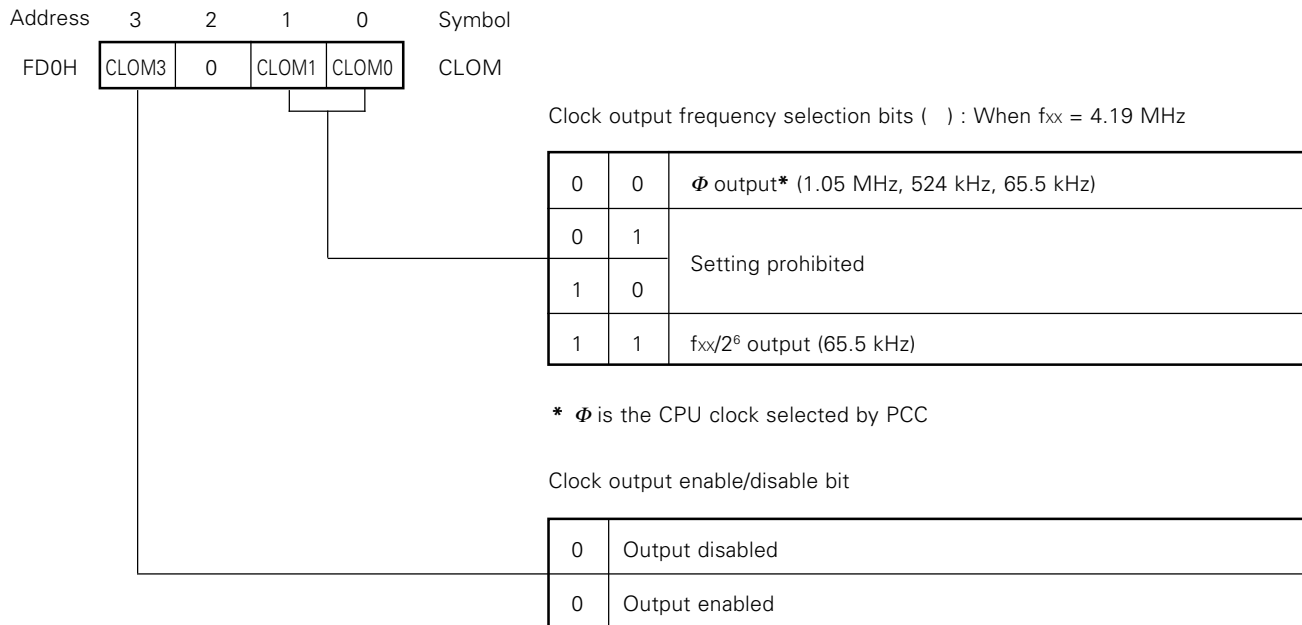 Address 3 2 1 0 Symbol
FD0H CLOM3 0 CLOM1 CLOM0 CLOM
Clock output frequency selection bits (   ) : When fxx = 4.19 MHz
0 0 Φ output* (1.05 MHz, 524 kHz, 65.5 kHz)
0 1
Setting prohibited
1 0
1 1 fxx/2⁶ output (65.5 kHz)
* Φ is the CPU clock selected by PCC
Clock output enable/disable bit
0 Output disabled
0 Output enabled